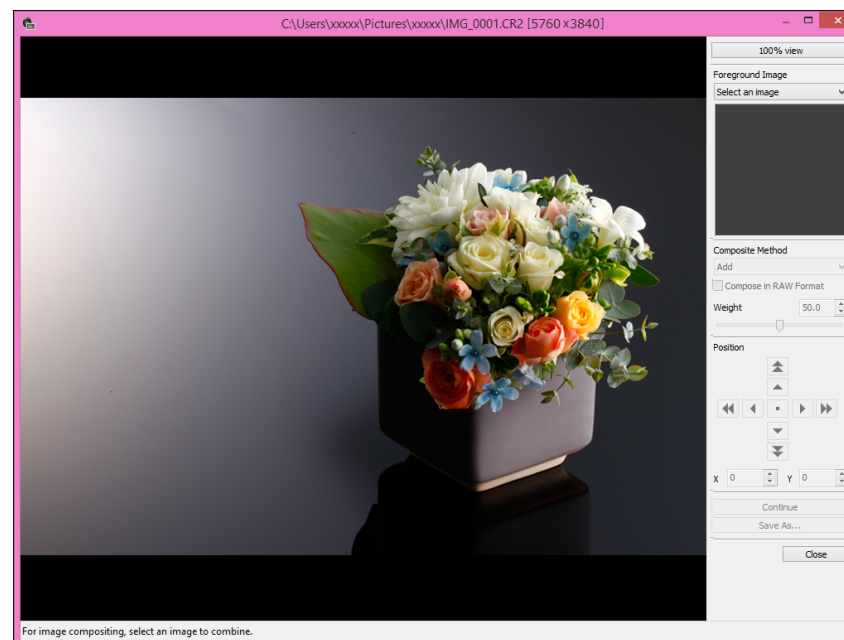 C:\Users\xxxxx\Pictures\xxxxx\IMG_0001.CR2 [5760x3840]
100% view
Foreground Image
Select an image
Composite Method
Add
Compose in RAW Format
Weight 50.0
Position
X 0 Y 0
Continue
Save As...
Close
For image compositing, select an image to combine.